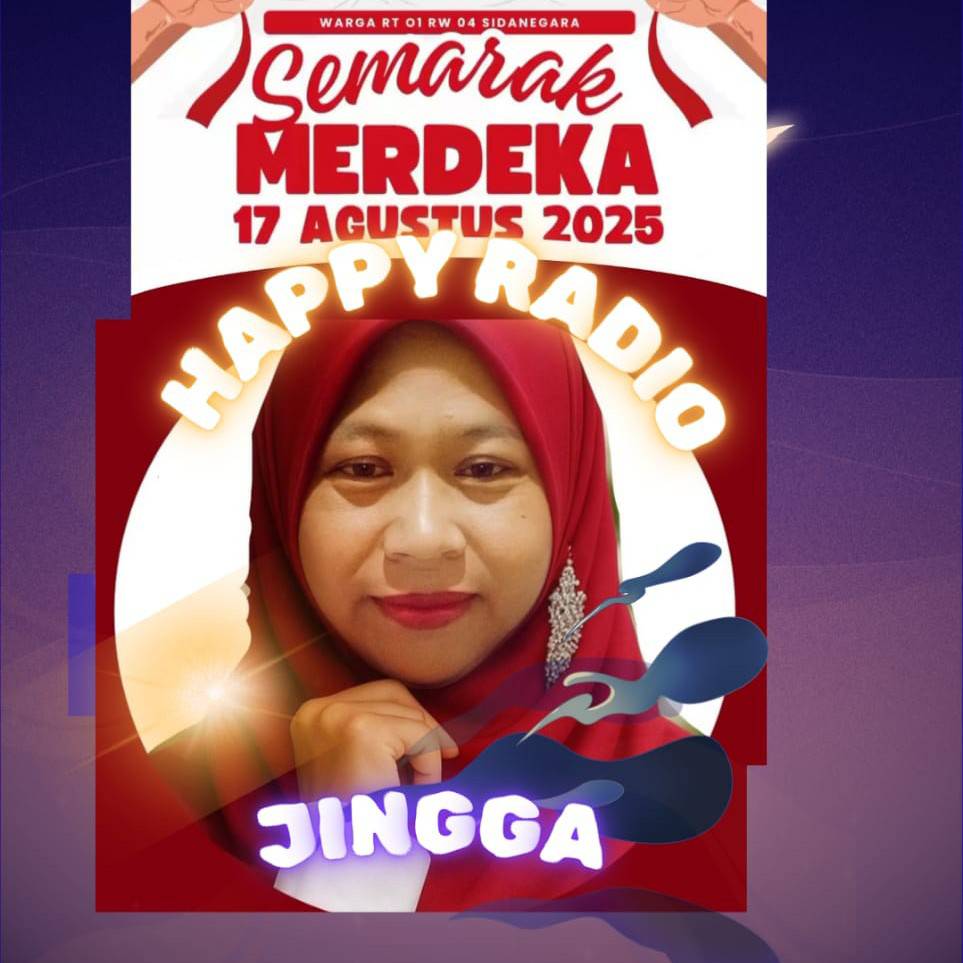 WARGA RT 01 RW 04 SIDANEGARA
Semarak
MERDEKA
17 AGUSTUS 2025
HAPPY RADIO
JINGGA